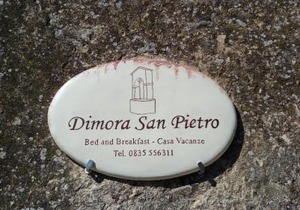 Dimora San Pietro
Bed and Breakfast - Casa Vacanze
Tel. 0835 556311